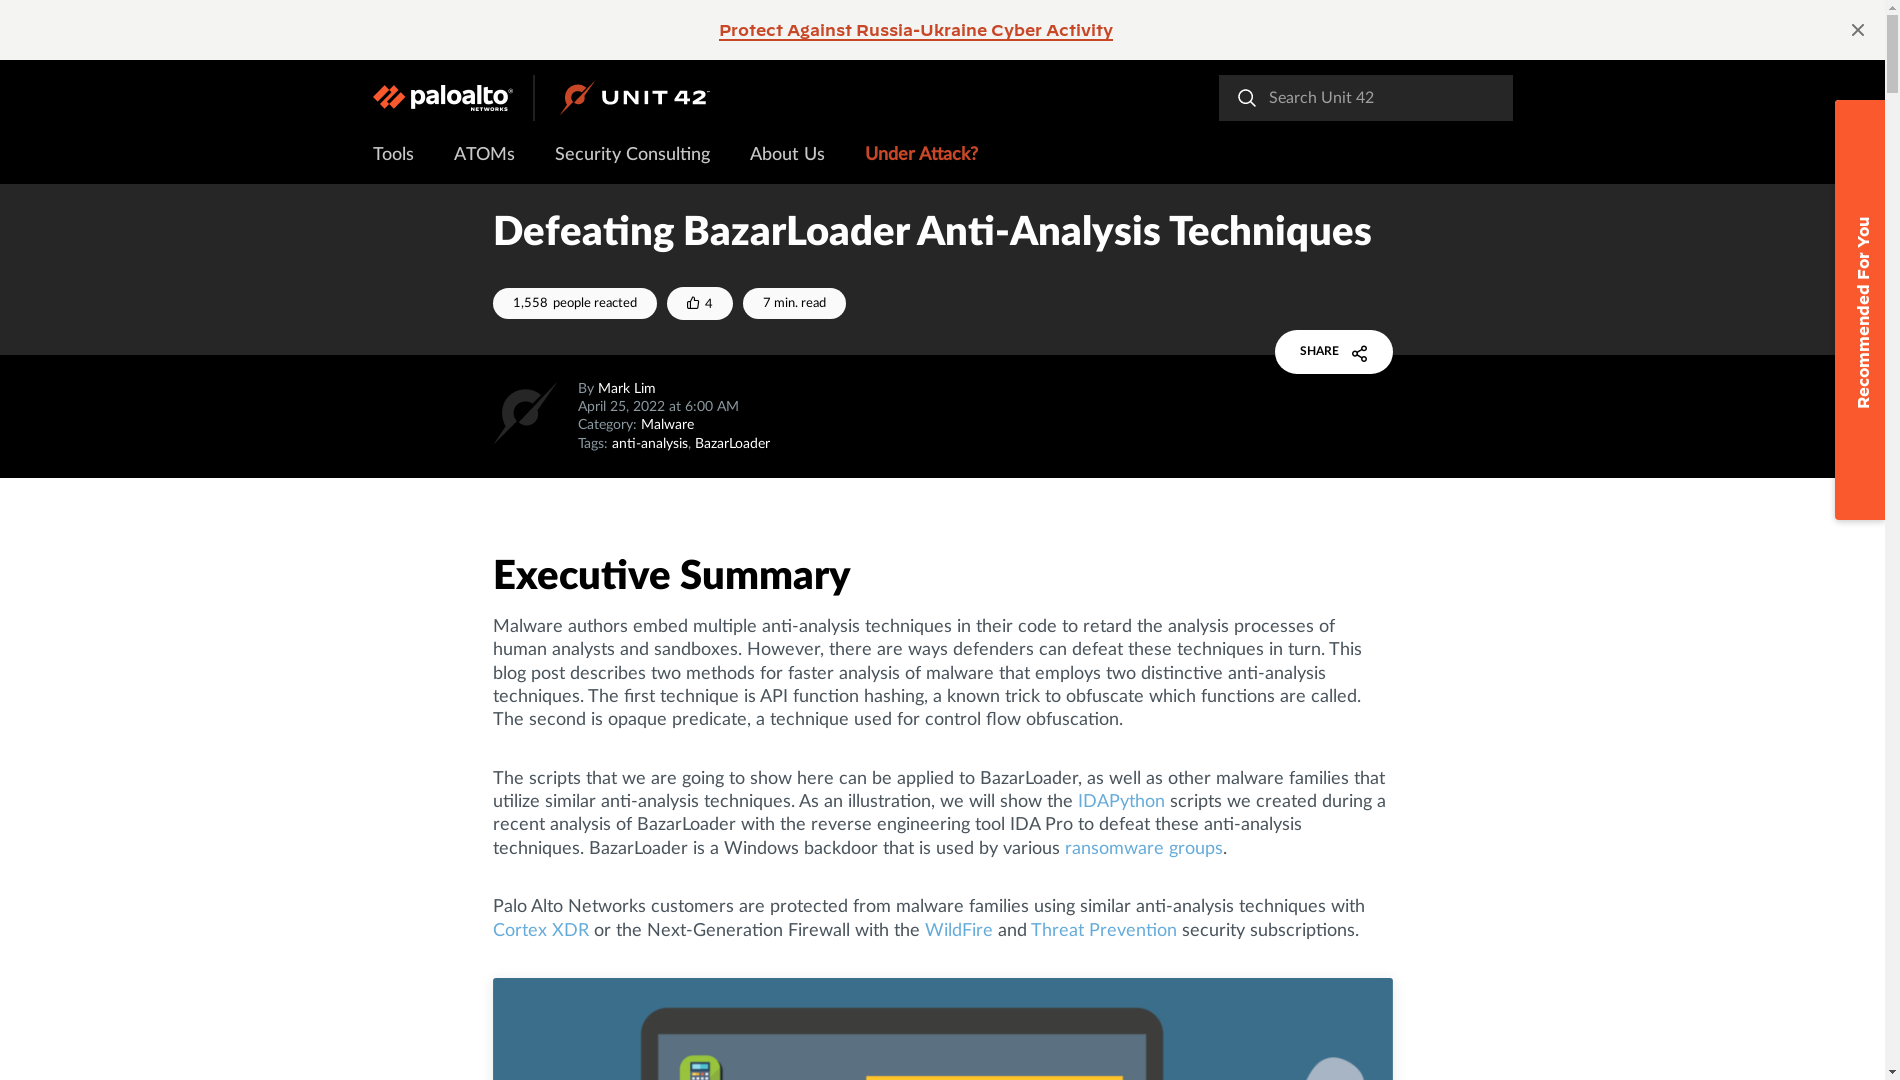 Protect Against Russia-Ukraine Cyber Activity
paloalto®
NETWORKS
UNIT 42
Search Unit 42
Tools
ATOMs
Security Consulting
About Us
Under Attack?
Recommended For You
Defeating BazarLoader Anti-Analysis Techniques
1,558 people reacted
4
7 min. read
SHARE
By Mark Lim
April 25, 2022 at 6:00 AM
Category: Malware
Tags: anti-analysis, BazarLoader
Executive Summary
Malware authors embed multiple anti-analysis techniques in their code to retard the analysis processes of
human analysts and sandboxes. However, there are ways defenders can defeat these techniques in turn. This
blog post describes two methods for faster analysis of malware that employs two distinctive anti-analysis
techniques. The first technique is API function hashing, a known trick to obfuscate which functions are called.
The second is opaque predicate, a technique used for control flow obfuscation.
The scripts that we are going to show here can be applied to BazarLoader, as well as other malware families that
utilize similar anti-analysis techniques. As an illustration, we will show the IDAPython scripts we created during a
recent analysis of BazarLoader with the reverse engineering tool IDA Pro to defeat these anti-analysis
techniques. BazarLoader is a Windows backdoor that is used by various ransomware groups.
Palo Alto Networks customers are protected from malware families using similar anti-analysis techniques with
Cortex XDR or the Next-Generation Firewall with the WildFire and Threat Prevention security subscriptions.